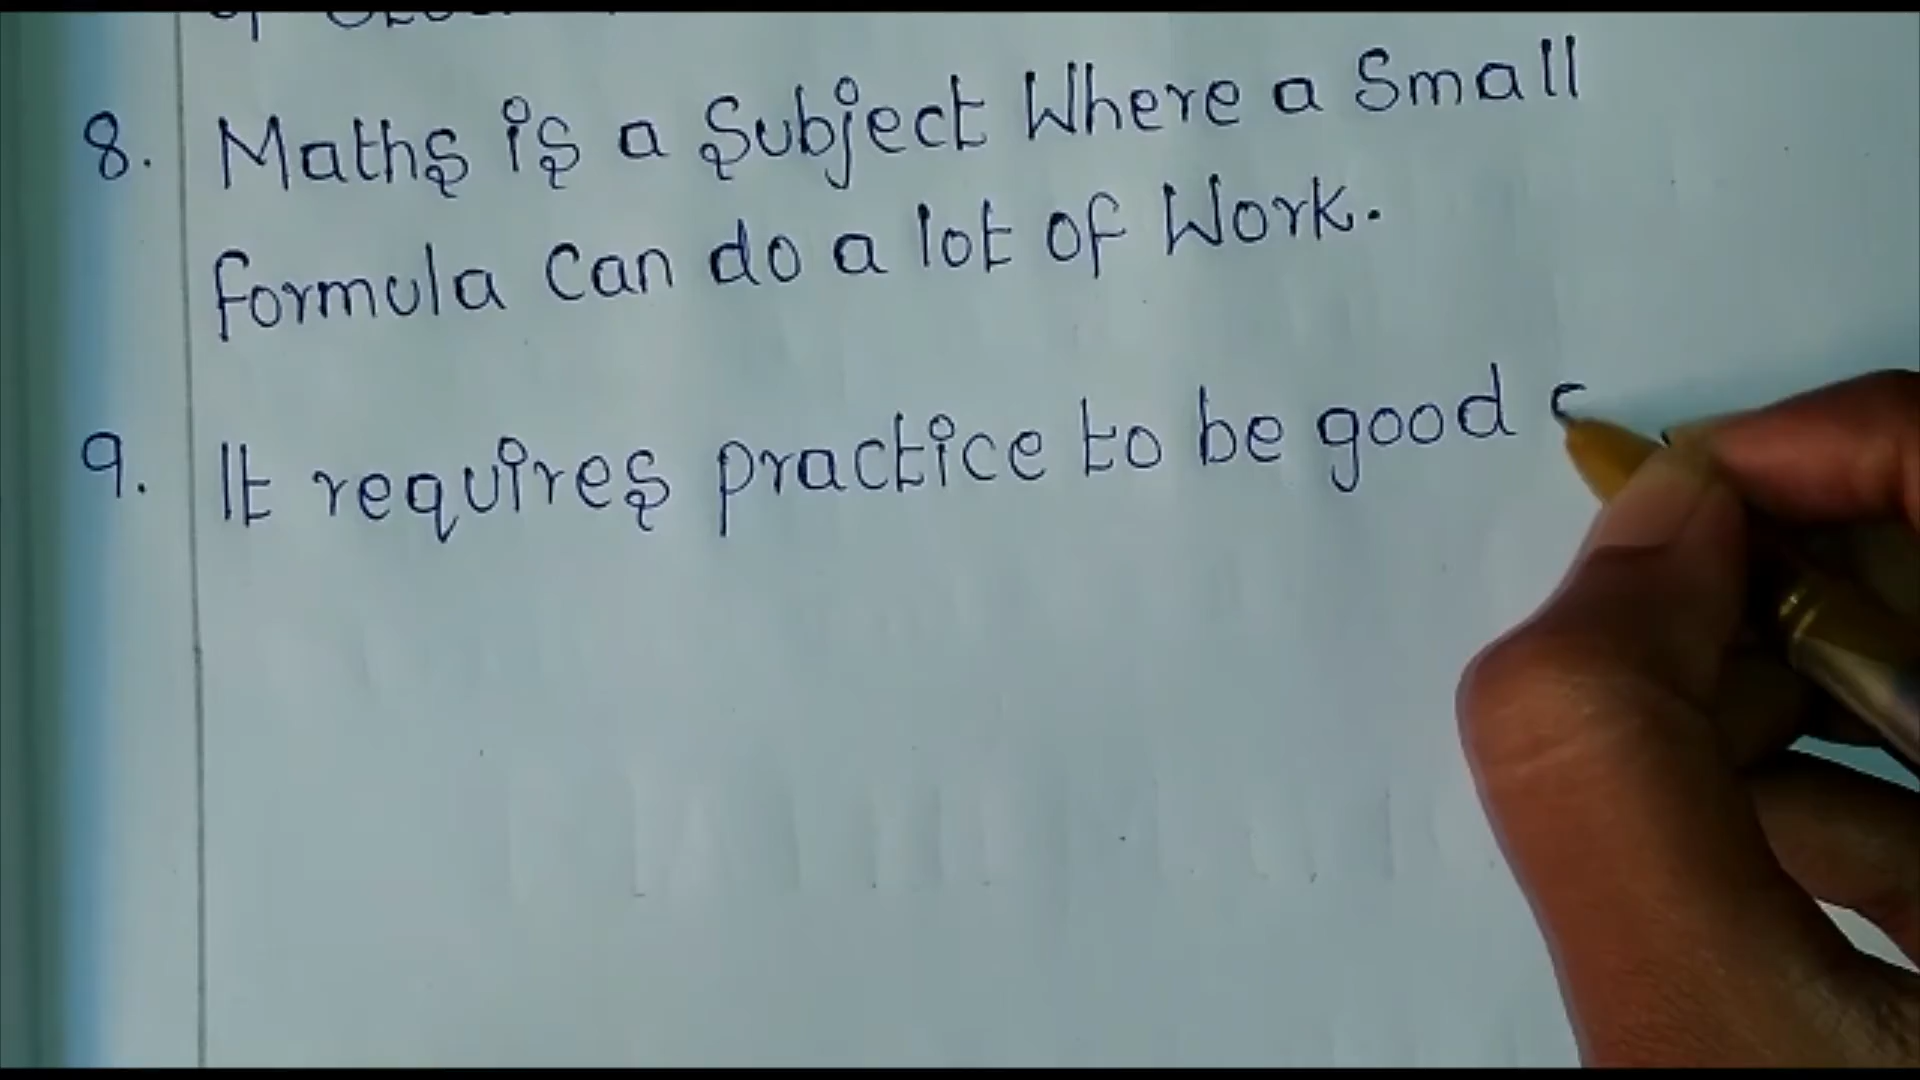 8. Maths is a Subject Where a Small
formula Can do a lot of Work.
9. It requires practice to be good